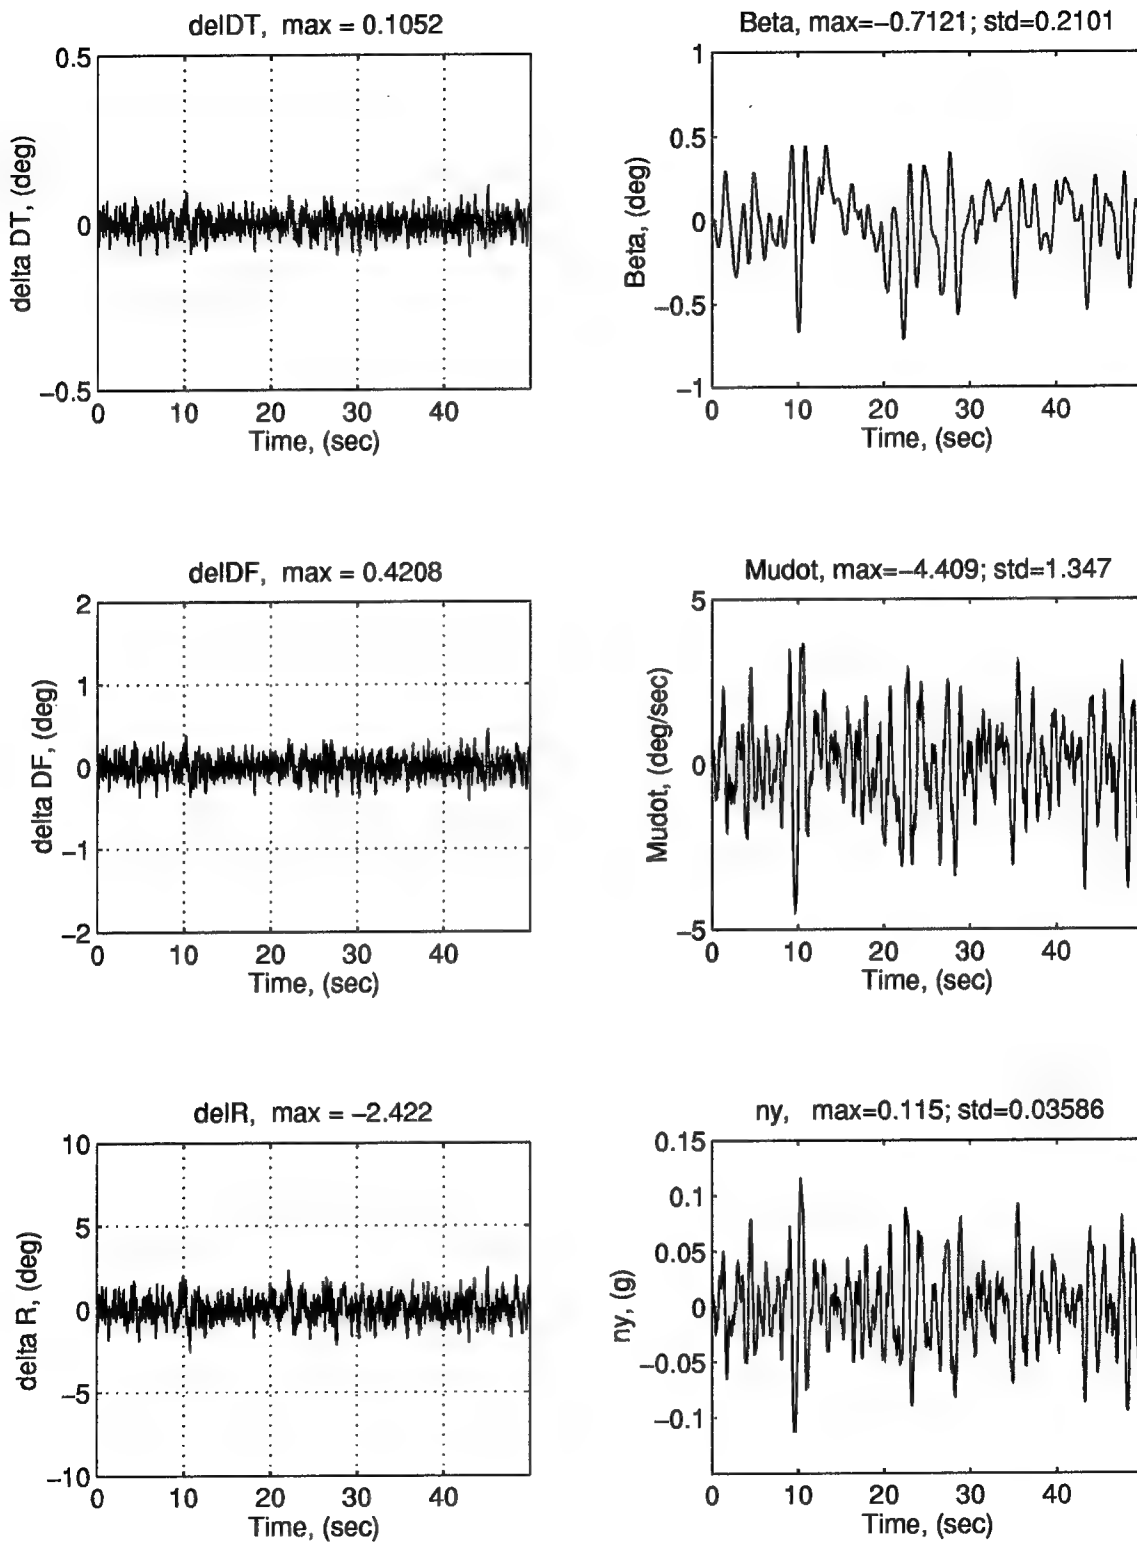 delDT, max = 0.1052
0.5
0
−0.5
delta DT, (deg)
0 10 20 30 40
Time, (sec)
Beta, max=−0.7121; std=0.2101
1
0.5
0
−0.5
−1
Beta, (deg)
0 10 20 30 40
Time, (sec)
delDF, max = 0.4208
2
1
0
−1
−2
delta DF, (deg)
0 10 20 30 40
Time, (sec)
Mudot, max=−4.409; std=1.347
5
0
−5
Mudot, (deg/sec)
0 10 20 30 40
Time, (sec)
delR, max = −2.422
10
5
0
−5
−10
delta R, (deg)
0 10 20 30 40
Time, (sec)
ny, max=0.115; std=0.03586
0.15
0.1
0.05
0
−0.05
−0.1
ny, (g)
0 10 20 30 40
Time, (sec)